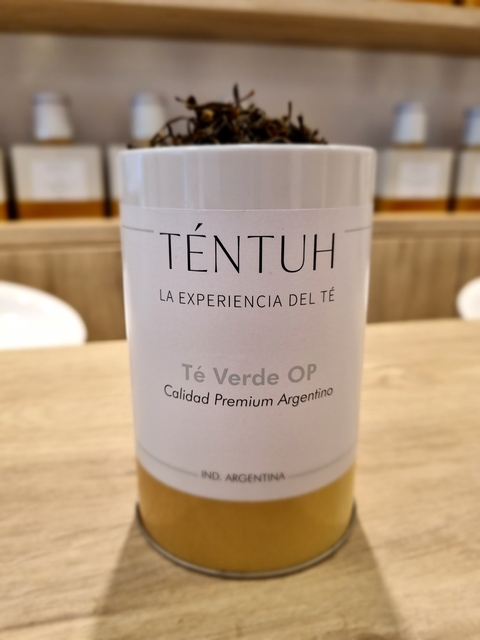 TÉNTUH
LA EXPERIENCIA DEL TÉ
Té Verde OP
Calidad Premium Argentino
IND. ARGENTINA